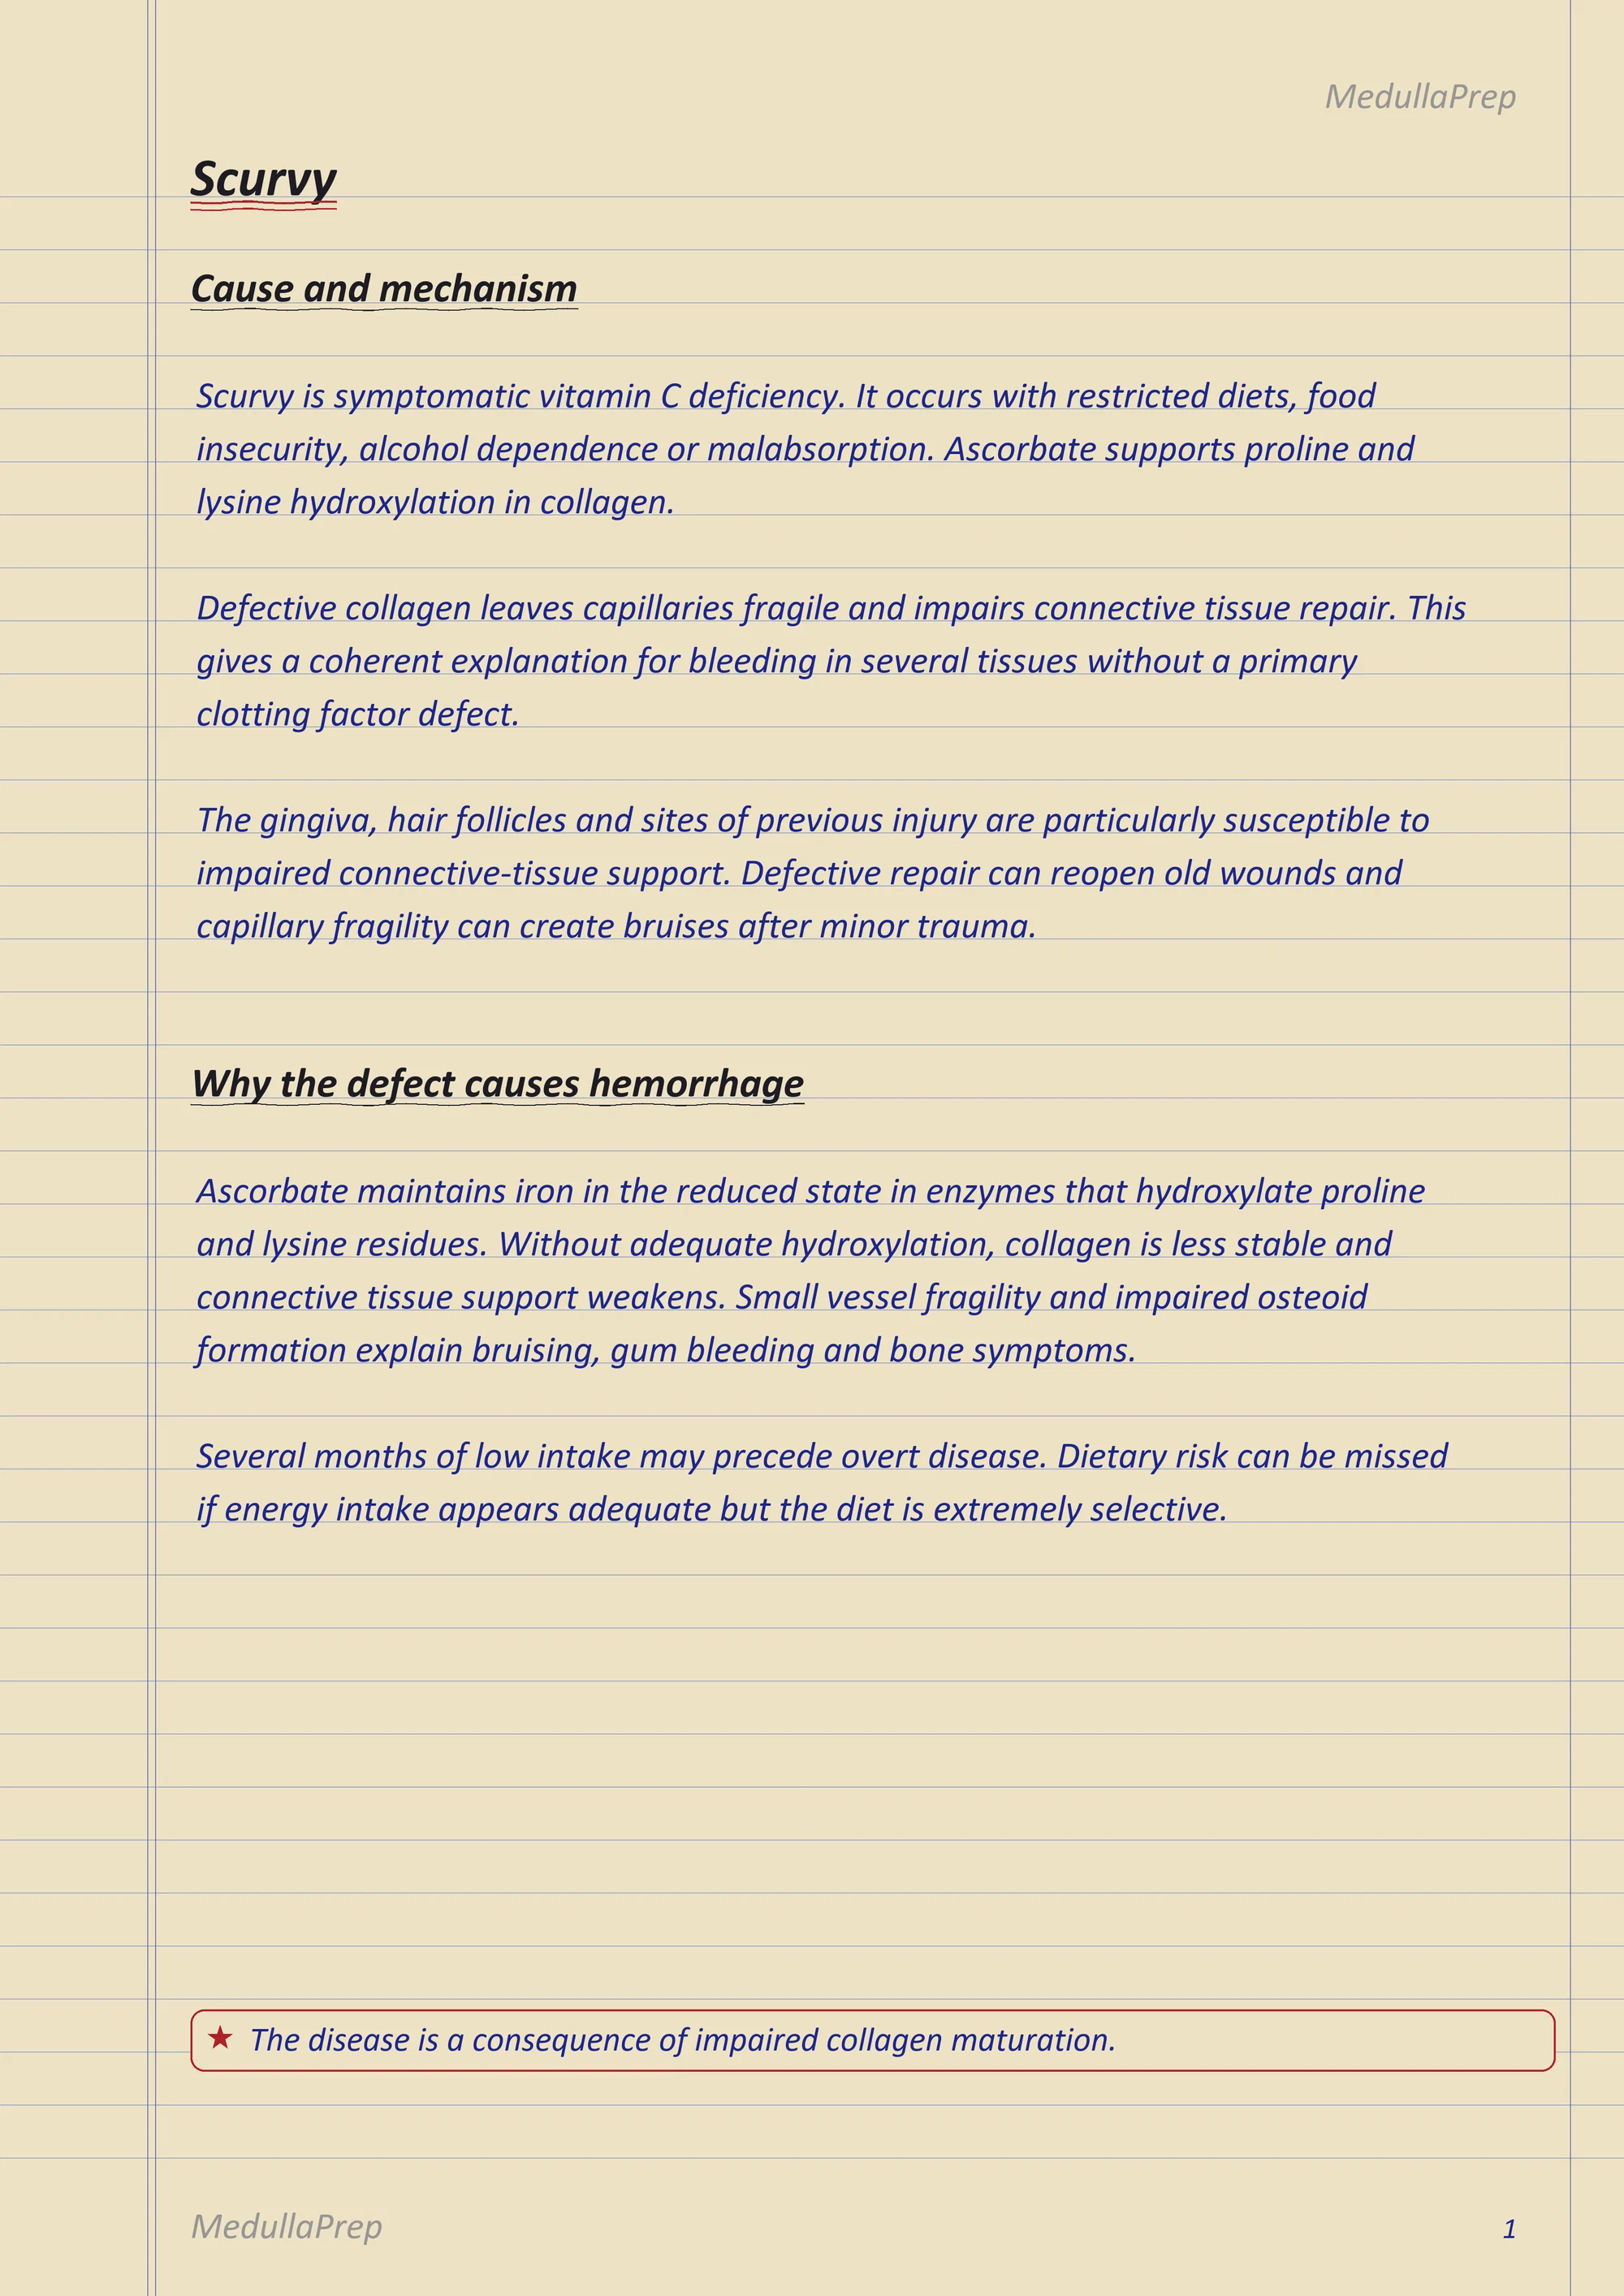 MedullaPrep
Scurvy
Cause and mechanism
Scurvy is symptomatic vitamin C deficiency. It occurs with restricted diets, food
insecurity, alcohol dependence or malabsorption. Ascorbate supports proline and
lysine hydroxylation in collagen.
Defective collagen leaves capillaries fragile and impairs connective tissue repair. This
gives a coherent explanation for bleeding in several tissues without a primary
clotting factor defect.
The gingiva, hair follicles and sites of previous injury are particularly susceptible to
impaired connective-tissue support. Defective repair can reopen old wounds and
capillary fragility can create bruises after minor trauma.
Why the defect causes hemorrhage
Ascorbate maintains iron in the reduced state in enzymes that hydroxylate proline
and lysine residues. Without adequate hydroxylation, collagen is less stable and
connective tissue support weakens. Small vessel fragility and impaired osteoid
formation explain bruising, gum bleeding and bone symptoms.
Several months of low intake may precede overt disease. Dietary risk can be missed
if energy intake appears adequate but the diet is extremely selective.
★ The disease is a consequence of impaired collagen maturation.
MedullaPrep
1